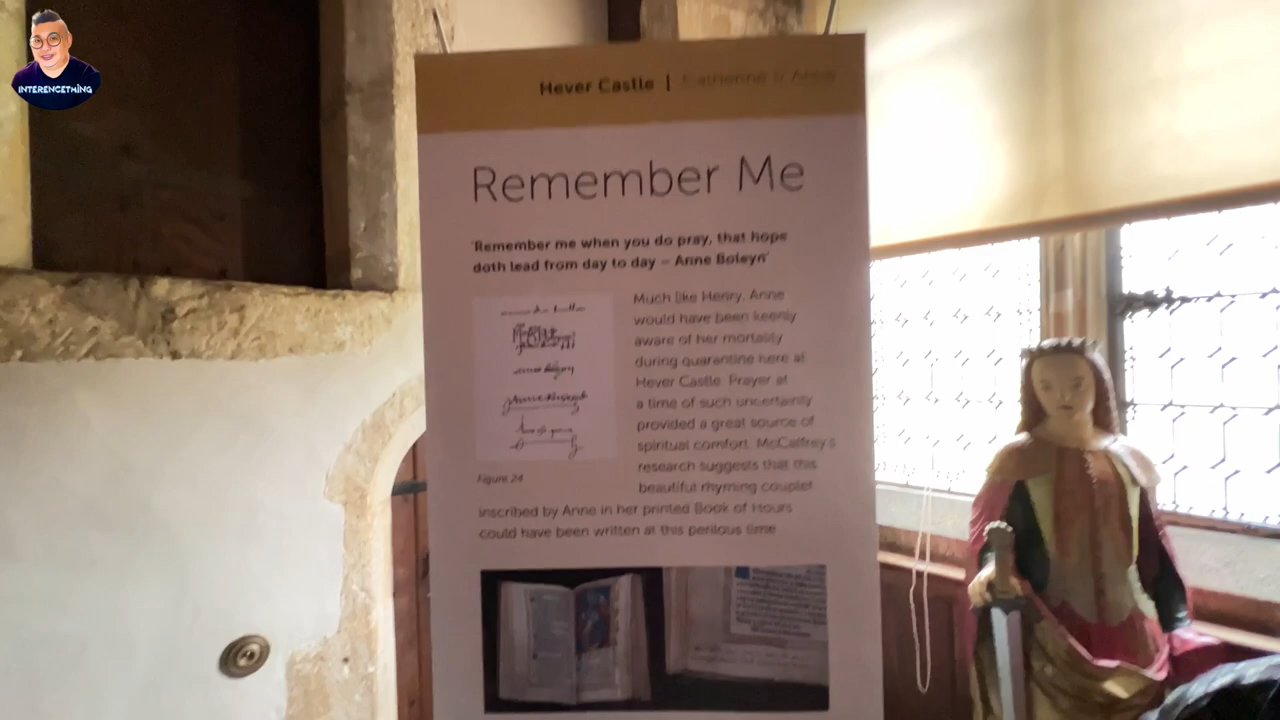 INTERENCETHING
Hever Castle | Catherine & Anne
Remember Me
'Remember me when you do pray, that hope
doth lead from day to day – Anne Boleyn'
Much like Henry, Anne
would have been keenly
aware of her mortality
during quarantine here at
Hever Castle. Prayer at
a time of such uncertainty
provided a great source of
spiritual comfort. McCaffrey's
research suggests that this
beautiful rhyming couplet
Figure 24
inscribed by Anne in her printed Book of Hours
could have been written at this perilous time